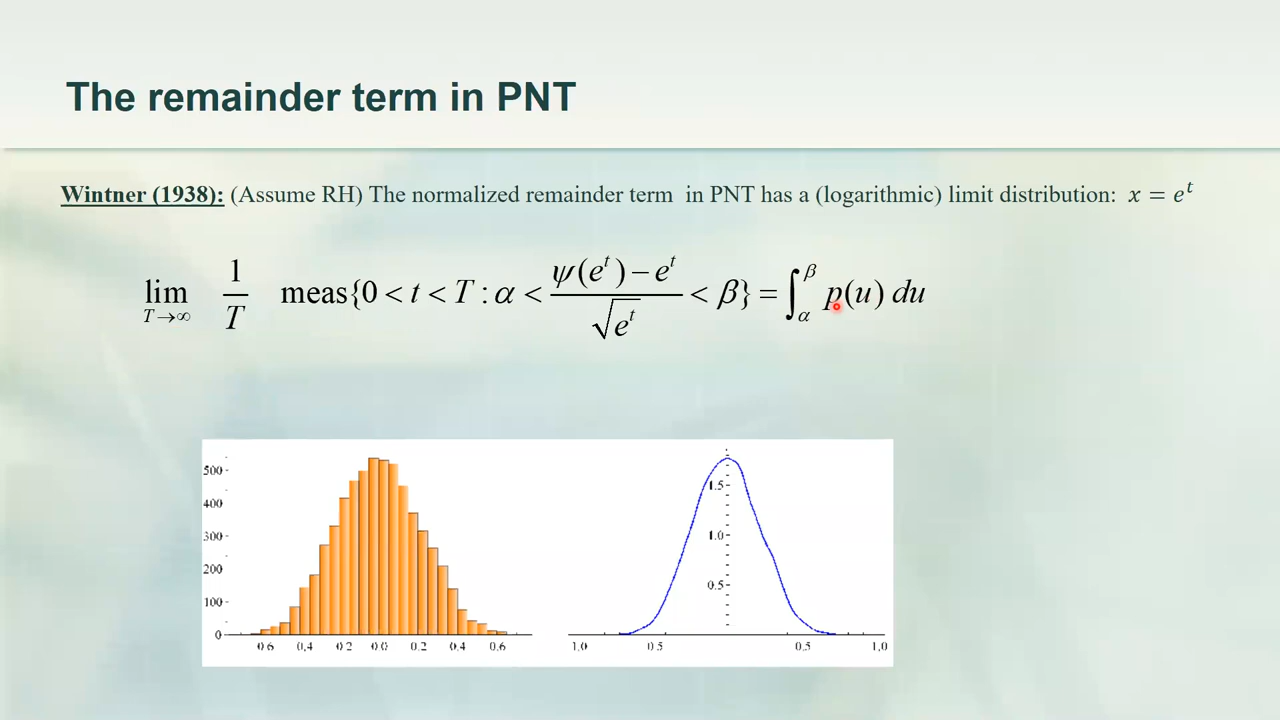 The remainder term in PNT
Wintner (1938): (Assume RH) The normalized remainder term in PNT has a (logarithmic) limit distribution: 𝑥 = 𝑒^𝑡
lim_{T→∞} 1/T meas{0 < t < T : α < (ψ(e^t) − e^t)/√(e^t) < β} = ∫_α^β p(u) du
500
400
300
200
100
0
0.6 0.4 0.2 0.0 0.2 0.4 0.6
1.5
1.0
0.5
1.0 0.5 0.5 1.0